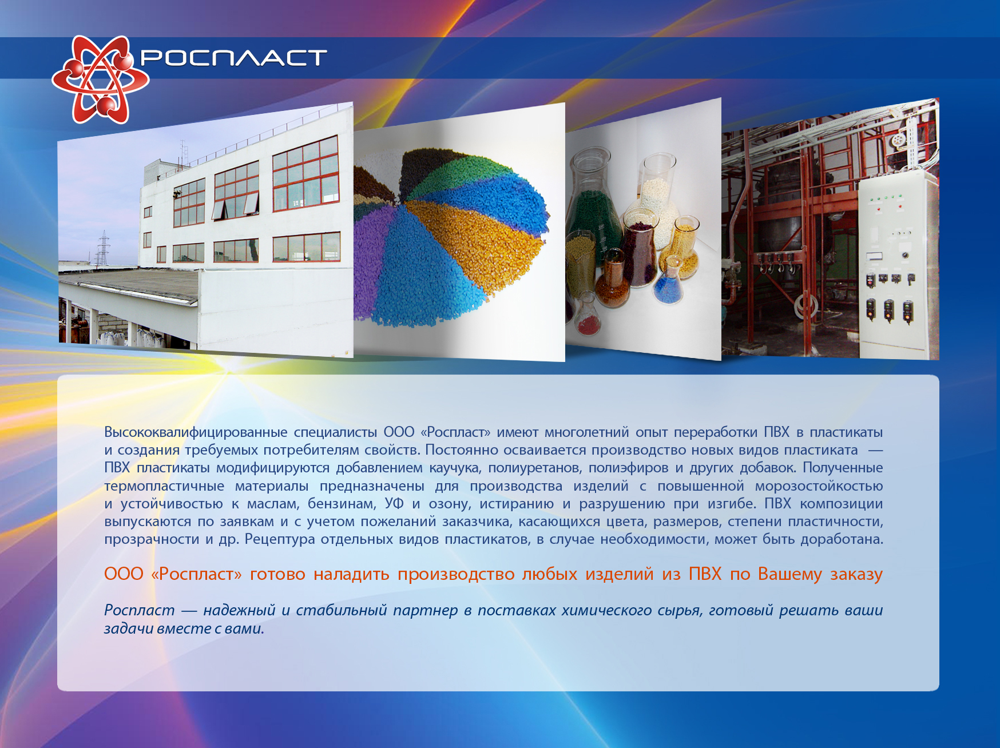 РОСПЛАСТ
Высококвалифицированные специалисты ООО «Роспласт» имеют многолетний опыт переработки ПВХ в пластикаты
и создания требуемых потребителям свойств. Постоянно осваивается производство новых видов пластиката —
ПВХ пластикаты модифицируются добавлением каучука, полиуретанов, полиэфиров и других добавок. Полученные
термопластичные материалы предназначены для производства изделий с повышенной морозостойкостью
и устойчивостью к маслам, бензинам, УФ и озону, истиранию и разрушению при изгибе. ПВХ композиции
выпускаются по заявкам и с учетом пожеланий заказчика, касающихся цвета, размеров, степени пластичности,
прозрачности и др. Рецептура отдельных видов пластикатов, в случае необходимости, может быть доработана.
ООО «Роспласт» готово наладить производство любых изделий из ПВХ по Вашему заказу
Роспласт — надежный и стабильный партнер в поставках химического сырья, готовый решать ваши
задачи вместе с вами.